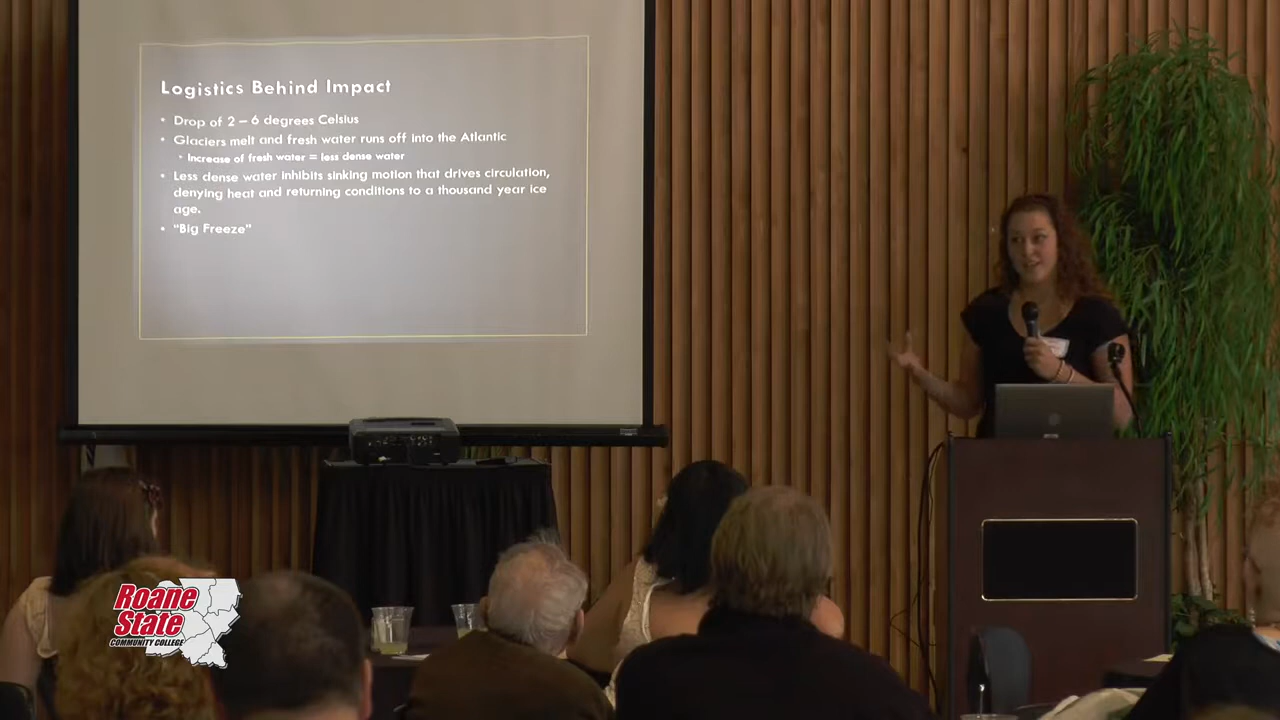 Logistics Behind Impact
• Drop of 2 – 6 degrees Celsius
• Glaciers melt and fresh water runs off into the Atlantic
• Increase of fresh water = less dense water
• Less dense water inhibits sinking motion that drives circulation,
denying heat and returning conditions to a thousand year ice
age.
• "Big Freeze"
Roane
State
COMMUNITY COLLEGE